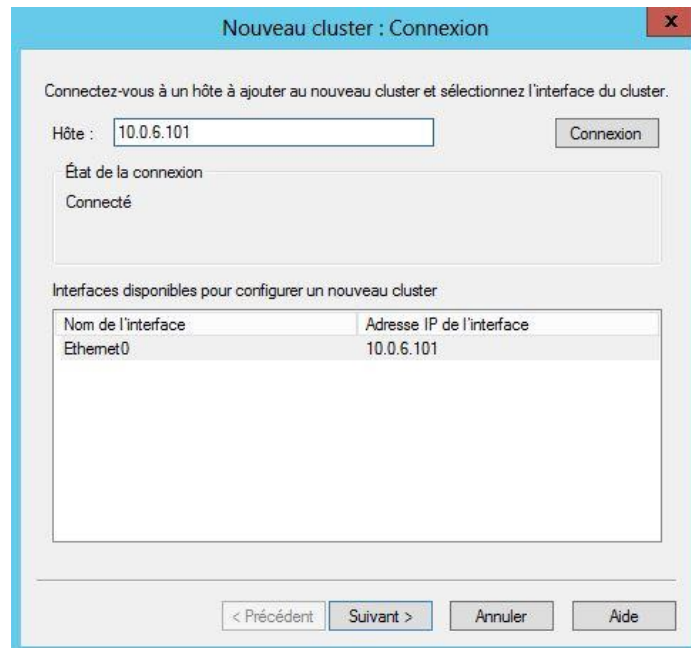 Nouveau cluster : Connexion
x
Connectez-vous à un hôte à ajouter au nouveau cluster et sélectionnez l'interface du cluster.
Hôte : 10.0.6.101 Connexion
État de la connexion
Connecté
Interfaces disponibles pour configurer un nouveau cluster
Nom de l'interface Adresse IP de l'interface
Ethernet0 10.0.6.101
< Précédent Suivant > Annuler Aide